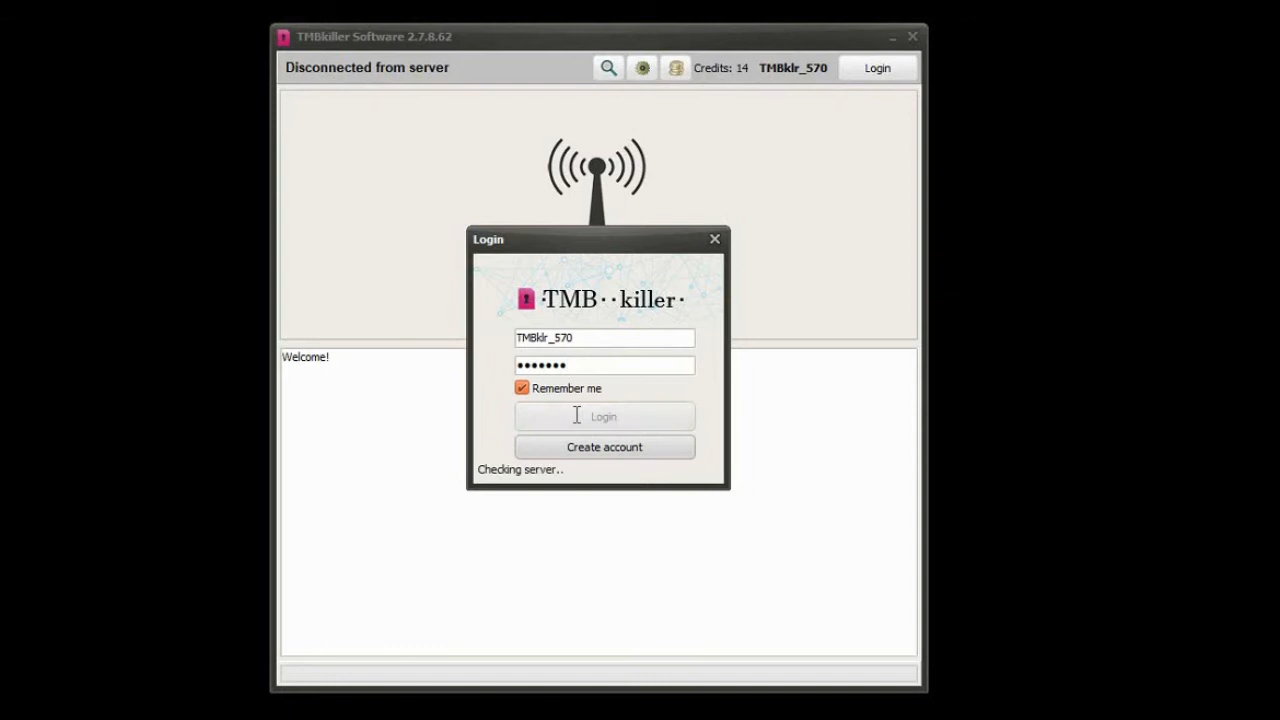 TMBkiller Software 2.7.8.62
Disconnected from server
Credits: 14
TMBklr_570
Login
Login
·TMB··killer·
TMBklr_570
•••••••
Remember me
Login
Create account
Checking server..
Welcome!